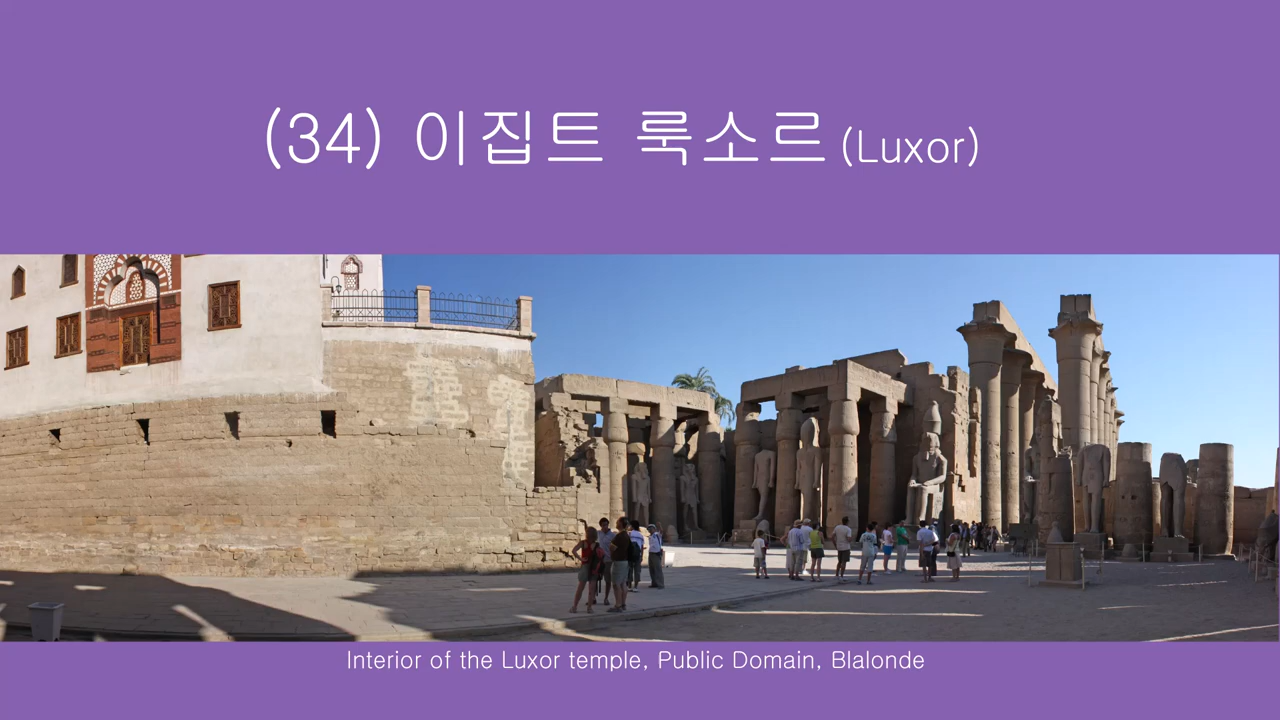 (34) 이집트 룩소르 (Luxor)
Interior of the Luxor temple, Public Domain, Blalonde